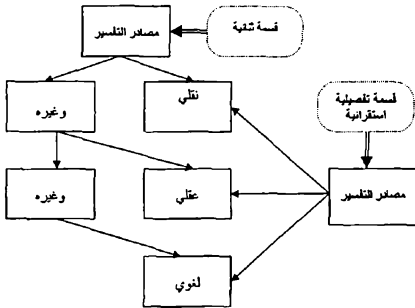 مصادر التفسير
قسمة ثنائية
وغيره
نقلي
قسمة تفصيلية
استقرائية
وغيره
عقلي
مصادر التفسير
لغوي